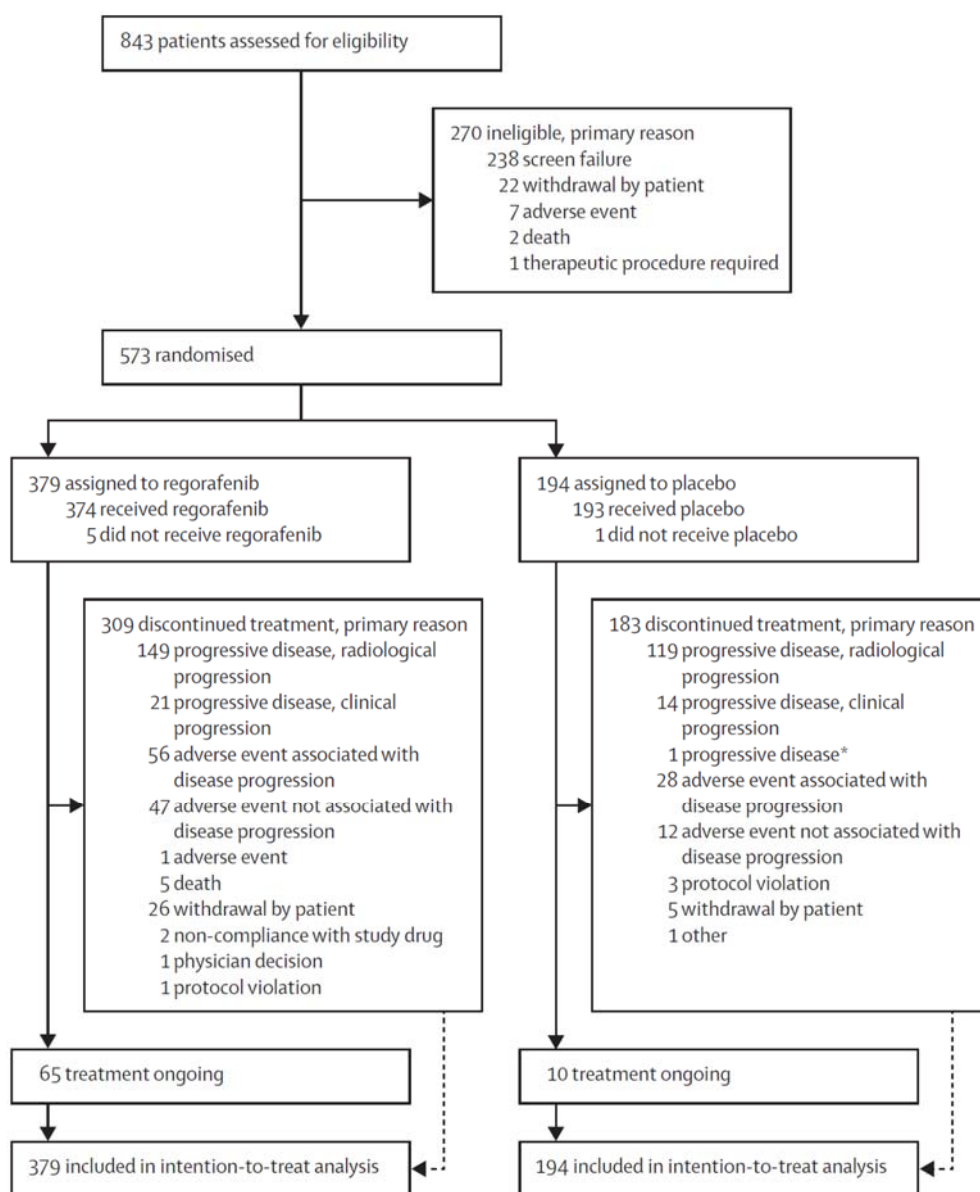 843 patients assessed for eligibility
270 ineligible, primary reason
238 screen failure
22 withdrawal by patient
7 adverse event
2 death
1 therapeutic procedure required
573 randomised
379 assigned to regorafenib
374 received regorafenib
5 did not receive regorafenib
194 assigned to placebo
193 received placebo
1 did not receive placebo
309 discontinued treatment, primary reason
149 progressive disease, radiological
progression
21 progressive disease, clinical
progression
56 adverse event associated with
disease progression
47 adverse event not associated with
disease progression
1 adverse event
5 death
26 withdrawal by patient
2 non-compliance with study drug
1 physician decision
1 protocol violation
183 discontinued treatment, primary reason
119 progressive disease, radiological
progression
14 progressive disease, clinical
progression
1 progressive disease*
28 adverse event associated with
disease progression
12 adverse event not associated with
disease progression
3 protocol violation
5 withdrawal by patient
1 other
65 treatment ongoing
10 treatment ongoing
379 included in intention-to-treat analysis
194 included in intention-to-treat analysis